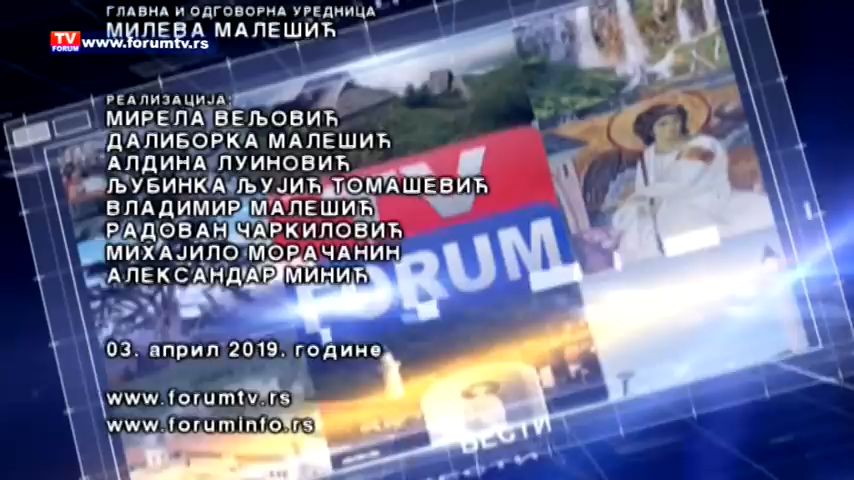 ГЛАВНА И ОДГОВОРНА УРЕДНИЦА
МИЛЕВА МАЛЕШИЋ
TV
FORUM
www.forumtv.rs
РЕАЛИЗАЦИЈА:
МИРЕЛА ВЕЉОВИЋ
ДАЛИБОРКА МАЛЕШИЋ
АЛДИНА ЛУИНОВИЋ
ЉУБИНКА ЉУЈИЋ ТОМАШЕВИЋ
ВЛАДИМИР МАЛЕШИЋ
РАДОВАН ЧАРКИЛОВИЋ
МИХАЈИЛО МОРАЧАНИН
АЛЕКСАНДАР МИНИЋ
TV
FORUM
03. април 2019. године
www.forumtv.rs
www.foruminfo.rs
ВЕСТИ